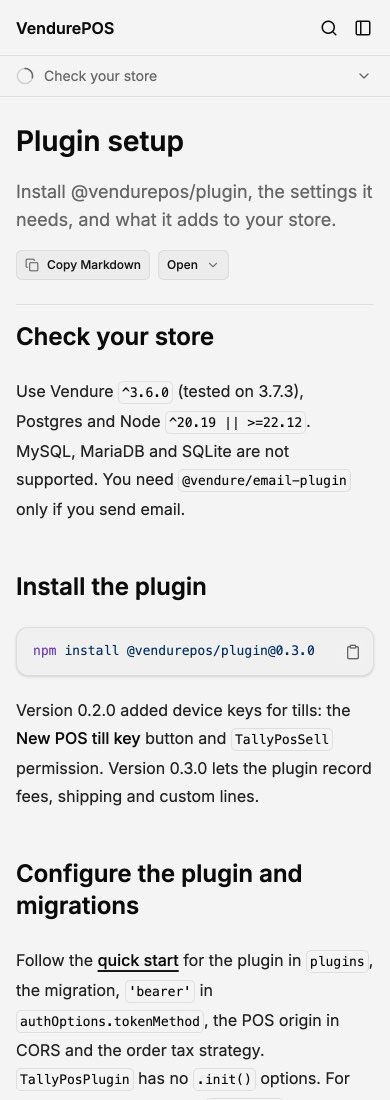 VendurePOS
Check your store
Plugin setup
Install @vendurepos/plugin, the settings it
needs, and what it adds to your store.
Copy Markdown Open
Check your store
Use Vendure ^3.6.0 (tested on 3.7.3),
Postgres and Node ^20.19 || >=22.12.
MySQL, MariaDB and SQLite are not
supported. You need @vendure/email-plugin
only if you send email.
Install the plugin
npm install @vendurepos/plugin@0.3.0
Version 0.2.0 added device keys for tills: the
New POS till key button and TallyPosSell
permission. Version 0.3.0 lets the plugin record
fees, shipping and custom lines.
Configure the plugin and
migrations
Follow the quick start for the plugin in plugins,
the migration, 'bearer' in
authOptions.tokenMethod, the POS origin in
CORS and the order tax strategy.
TallyPosPlugin has no .init() options. For